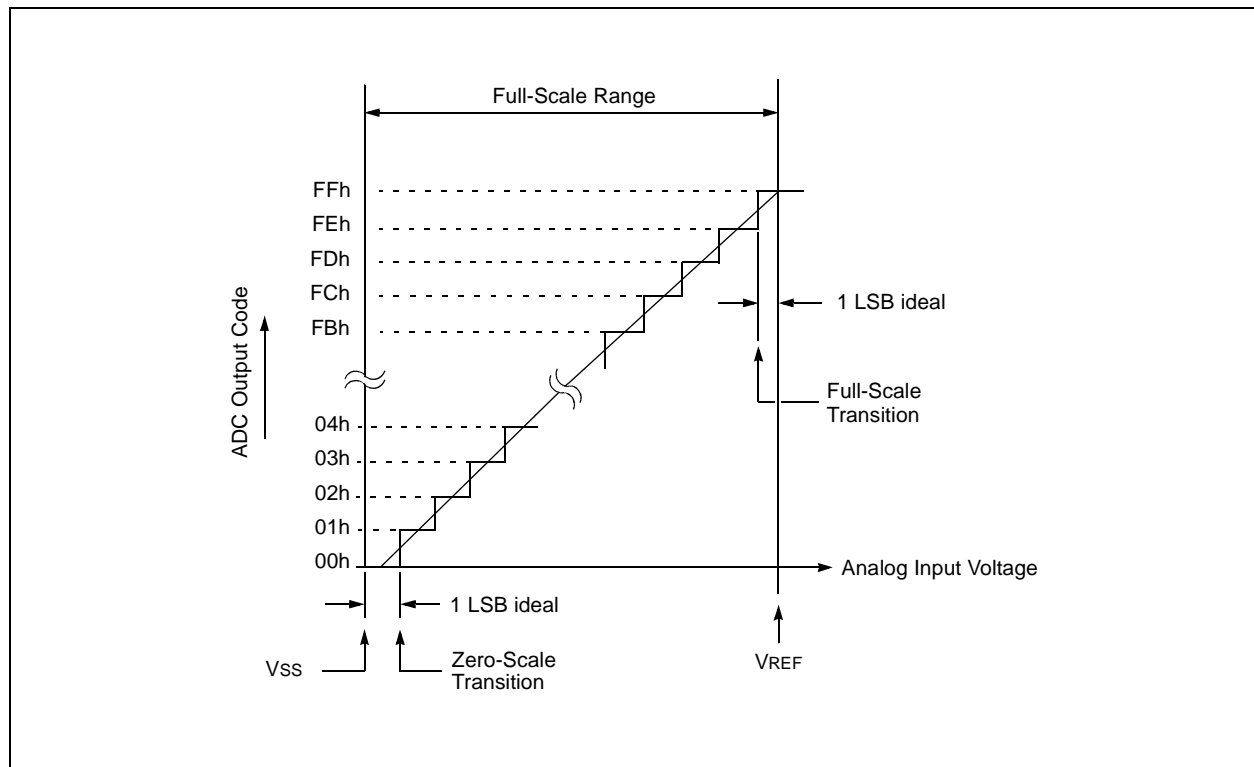 Full-Scale Range
FFh
FEh
FDh
FCh
FBh
1 LSB ideal
ADC Output Code
Full-Scale
Transition
04h
03h
02h
01h
00h
Analog Input Voltage
1 LSB ideal
VSS
Zero-Scale
Transition
VREF